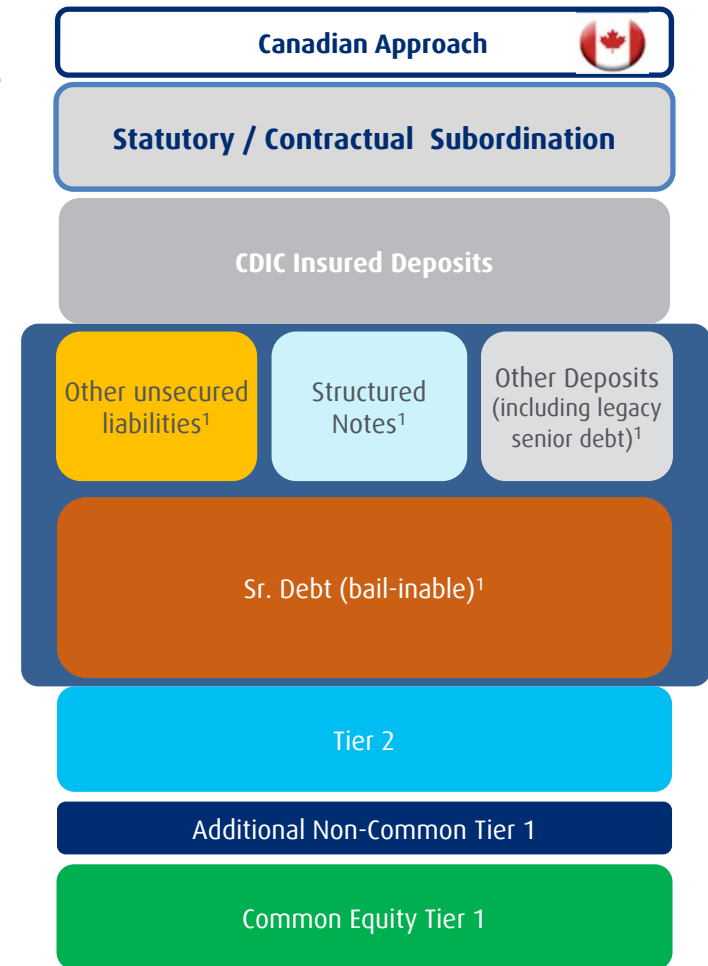 Canadian Approach
Statutory / Contractual Subordination
CDIC Insured Deposits
Other unsecured
liabilities¹
Structured
Notes¹
Other Deposits
(including legacy
senior debt)¹
Sr. Debt (bail-inable)¹
Tier 2
Additional Non-Common Tier 1
Common Equity Tier 1